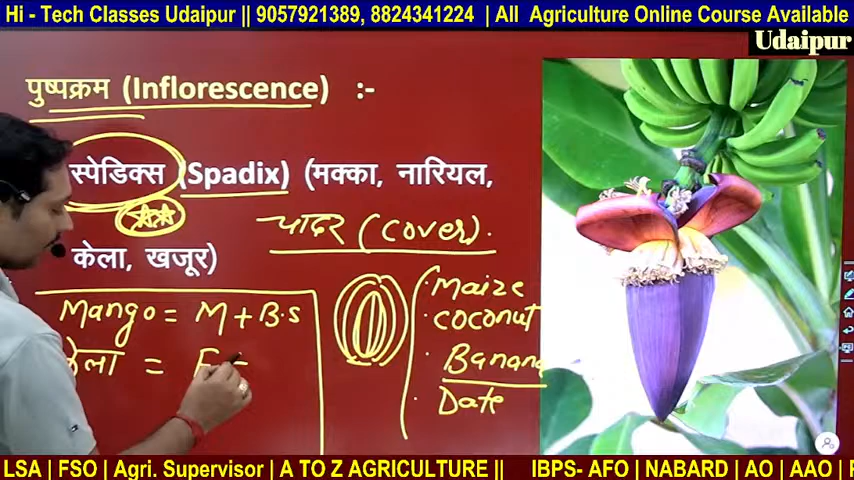 Hi - Tech Classes Udaipur || 9057921389, 8824341224 | All Agriculture Online Course Available
Udaipur
पुष्पक्रम (Inflorescence) :-
स्पेडिक्स (Spadix) (मक्का, नारियल,
चादर (cover).
केला, खजूर)
Mango = M + B.S
केला = F
Maize
coconut
Banana
Date
LSA | FSO | Agri. Supervisor | A TO Z AGRICULTURE || IBPS- AFO | NABARD | AO | AAO |